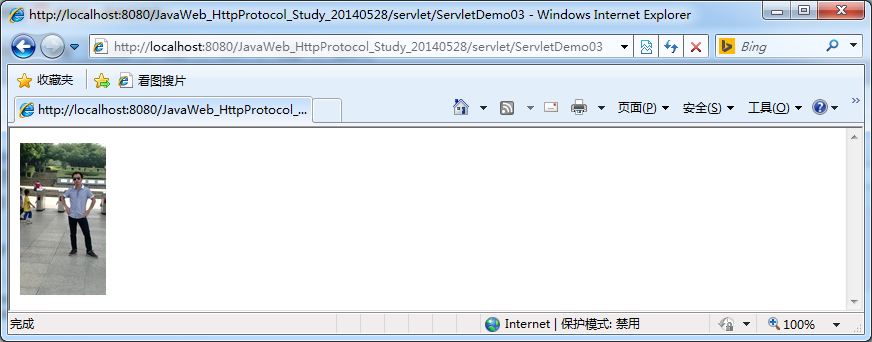 http://localhost:8080/JavaWeb_HttpProtocol_Study_20140528/servlet/ServletDemo03 - Windows Internet Explorer
http://localhost:8080/JavaWeb_HttpProtocol_Study_20140528/servlet/ServletDemo03 Bing
收藏夹 看图搜片
http://localhost:8080/JavaWeb_HttpProtocol_... 页面(P) 安全(S) 工具(O)
完成 Internet | 保护模式: 禁用 100%